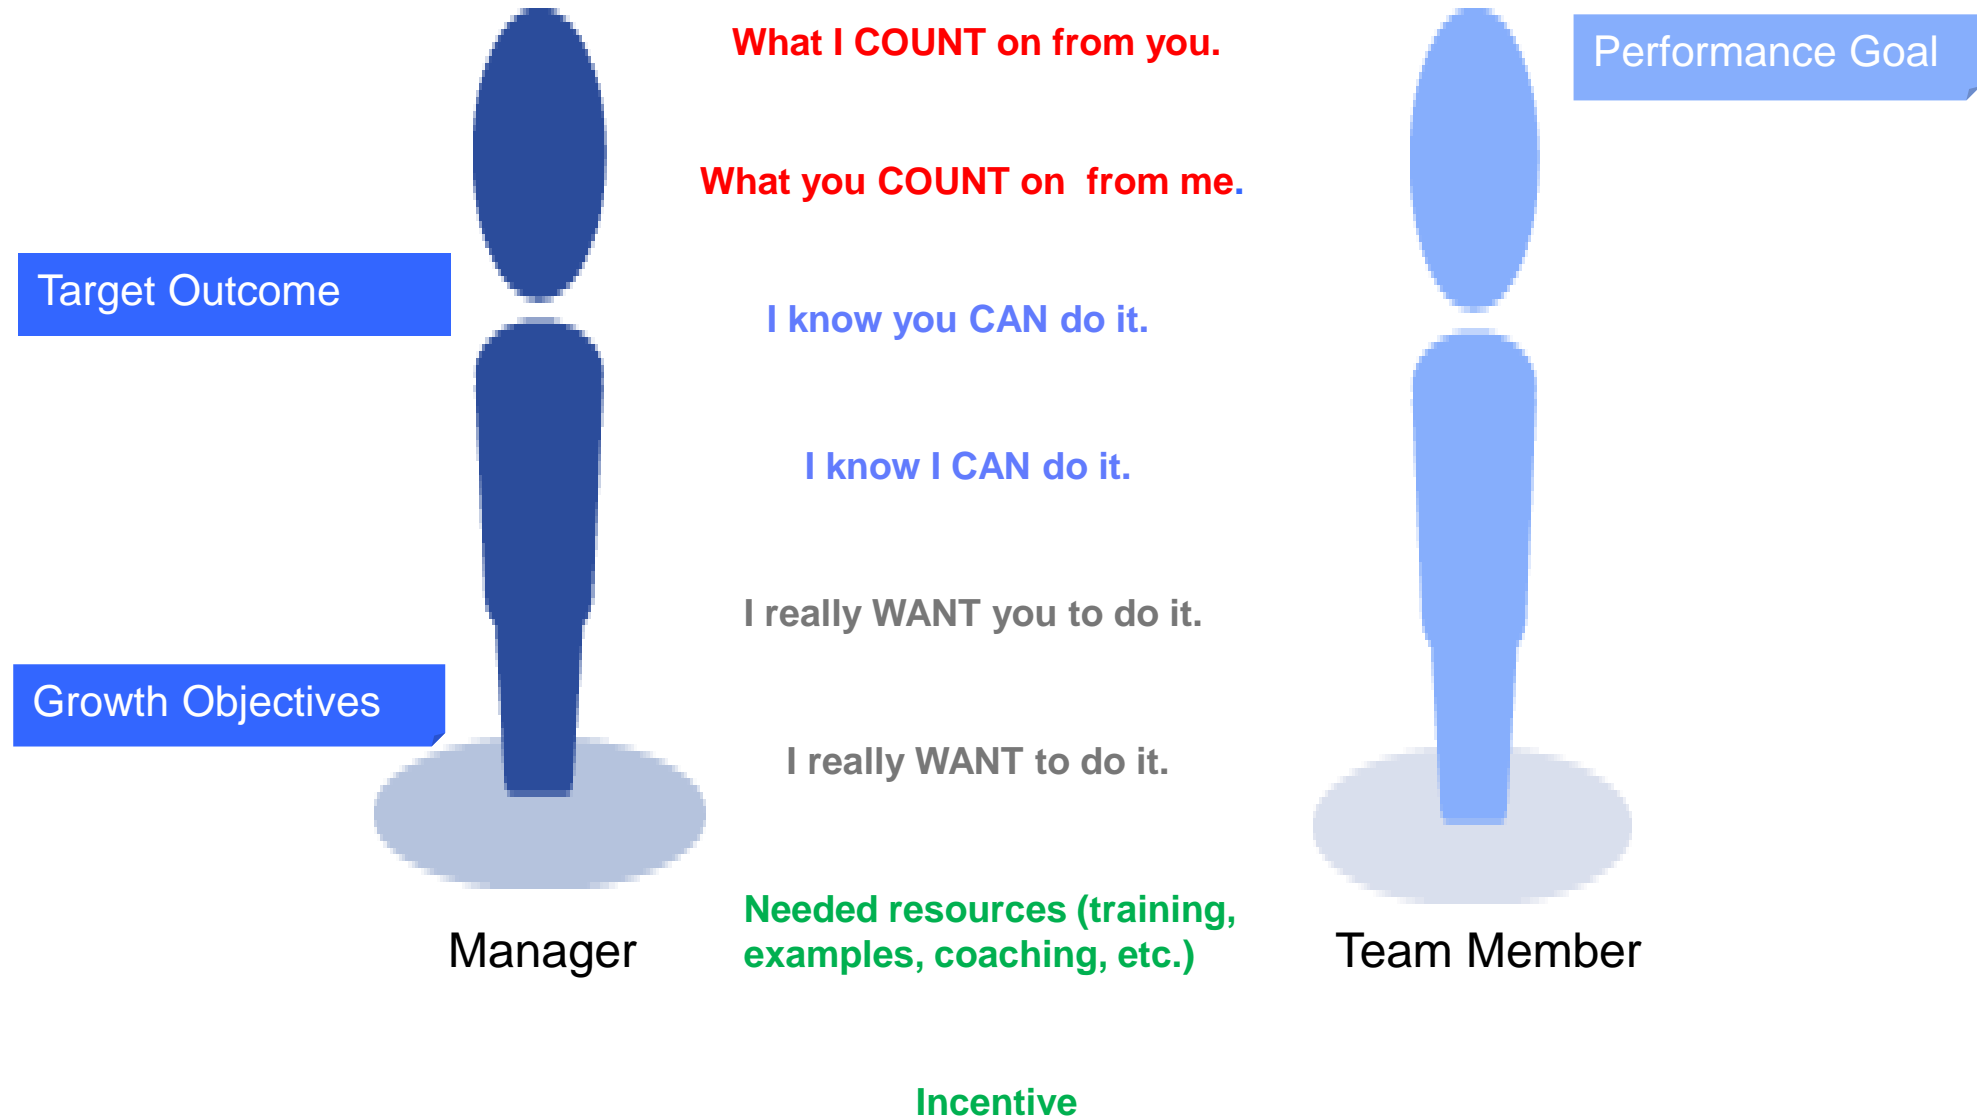 What I COUNT on from you.
Performance Goal
What you COUNT on  from me.
Target Outcome
I know you CAN do it.
I know I CAN do it.
I really WANT you to do it.
Growth Objectives
I really WANT to do it.
Needed resources (training,
examples, coaching, etc.)
Manager
Team Member
Incentive